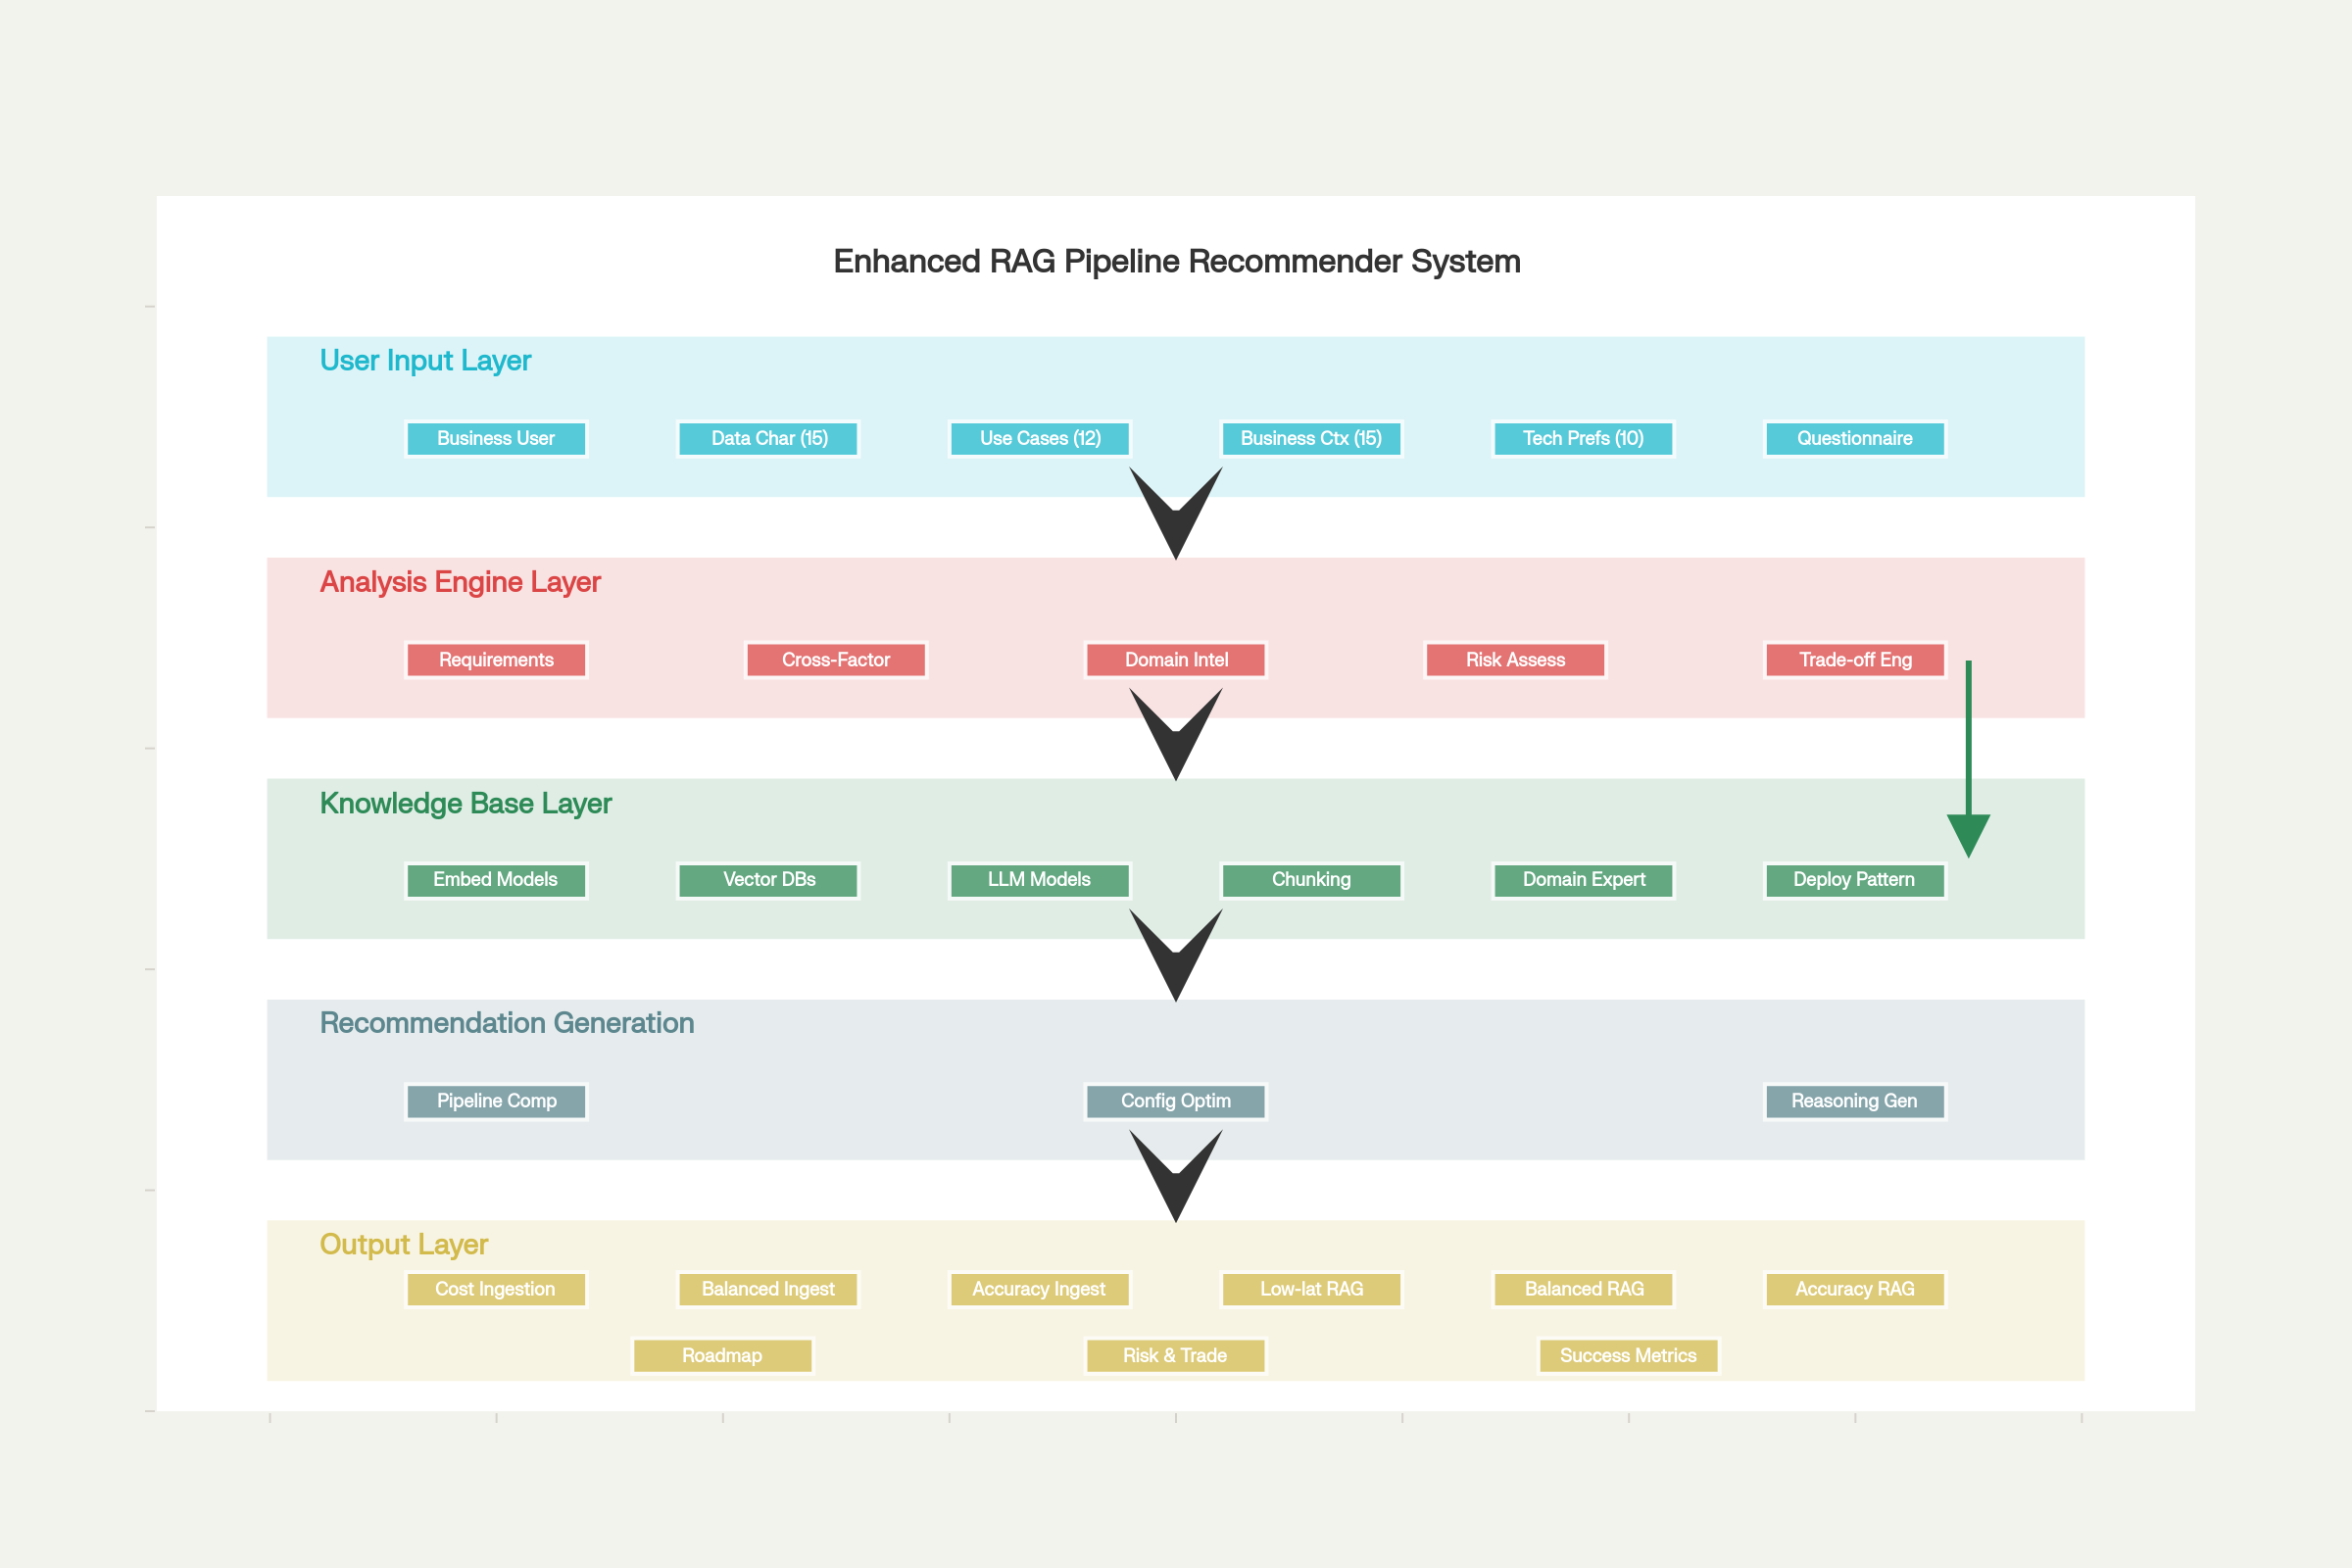 Enhanced RAG Pipeline Recommender System
User Input Layer
Business User
Data Char (15)
Use Cases (12)
Business Ctx (15)
Tech Prefs (10)
Questionnaire
Analysis Engine Layer
Requirements
Cross-Factor
Domain Intel
Risk Assess
Trade-off Eng
Knowledge Base Layer
Embed Models
Vector DBs
LLM Models
Chunking
Domain Expert
Deploy Pattern
Recommendation Generation
Pipeline Comp
Config Optim
Reasoning Gen
Output Layer
Cost Ingestion
Balanced Ingest
Accuracy Ingest
Low-lat RAG
Balanced RAG
Accuracy RAG
Roadmap
Risk & Trade
Success Metrics